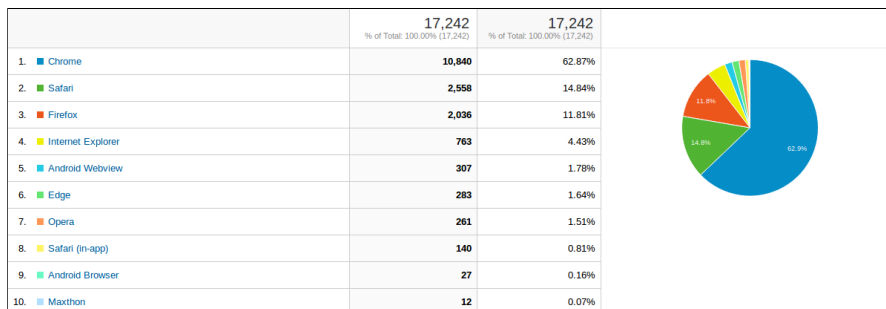 17,242 17,242
% of Total: 100.00% (17,242) % of Total: 100.00% (17,242)
1. Chrome 10,840 62.87%
2. Safari 2,558 14.84%
3. Firefox 2,036 11.81%
4. Internet Explorer 763 4.43%
5. Android Webview 307 1.78%
6. Edge 283 1.64%
7. Opera 261 1.51%
8. Safari (in-app) 140 0.81%
9. Android Browser 27 0.16%
10. Maxthon 12 0.07%
11.8%
14.8%
62.9%